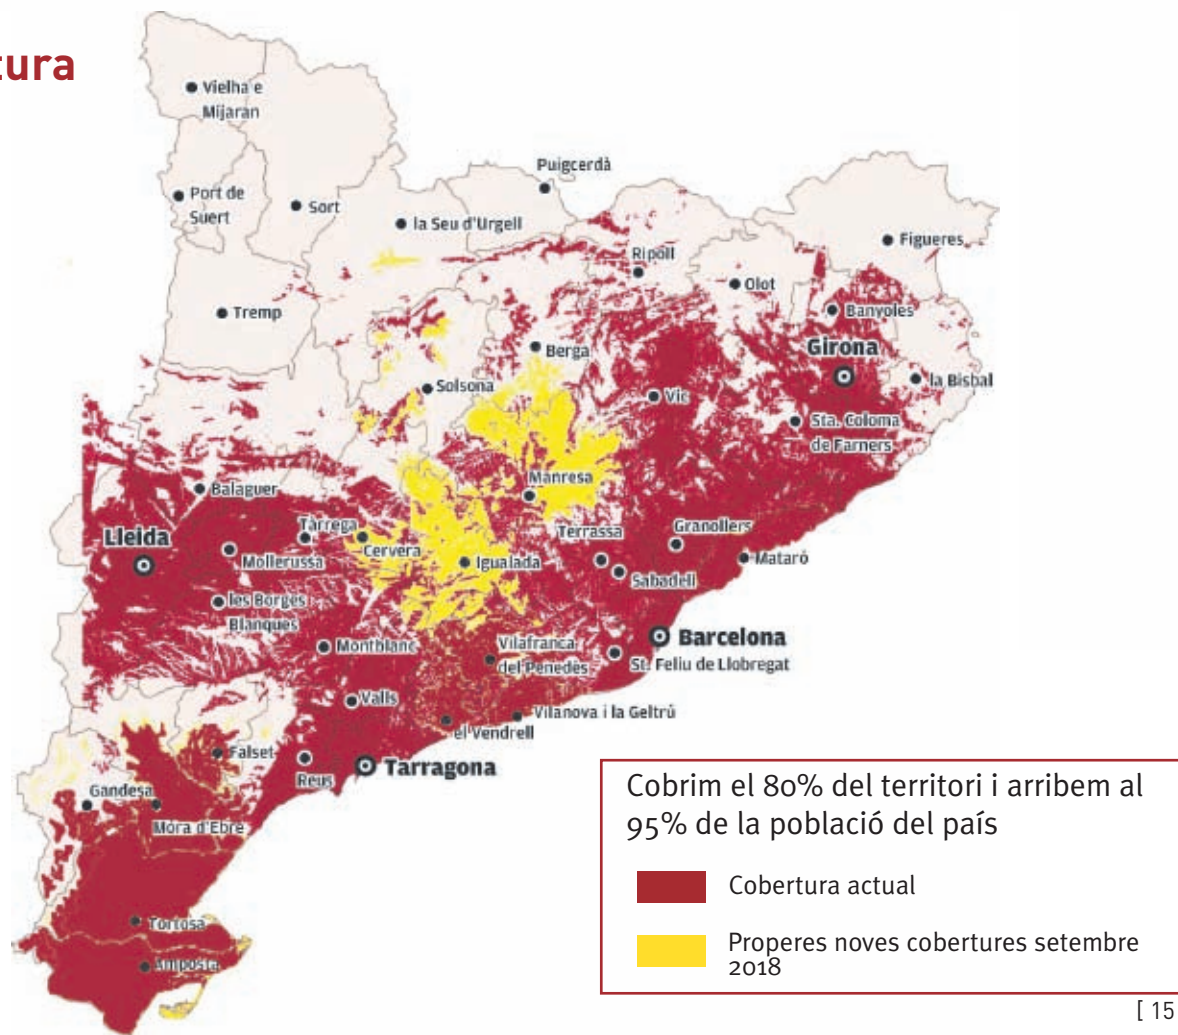 tura
Vielha e
Mijaran
Puigcerdà
Port de
Suert
Sort
la Seu d'Urgell
Figueres
Ripoll
Olot
Tremp
Banyoles
Girona
Berga
la Bisbal
Solsona
Vic
Sta. Coloma
de Farners
Manresa
Balaguer
Granollers
Terrassa
Tàrrega
Lleida
Cervera
Mollerussa
Igualada
Mataró
Sabadell
les Borges
Blanques
Barcelona
Montblanc
Vilafranca
del Penedès
St. Feliu de Llobregat
Valls
Vilanova i la Geltrú
el Vendrell
Falset
Reus
Tarragona
Gandesa
Móra d'Ebre
Tortosa
Amposta
Cobrim el 80% del territori i arribem al
95% de la població del país
Cobertura actual
Properes noves cobertures setembre
2018
[ 15